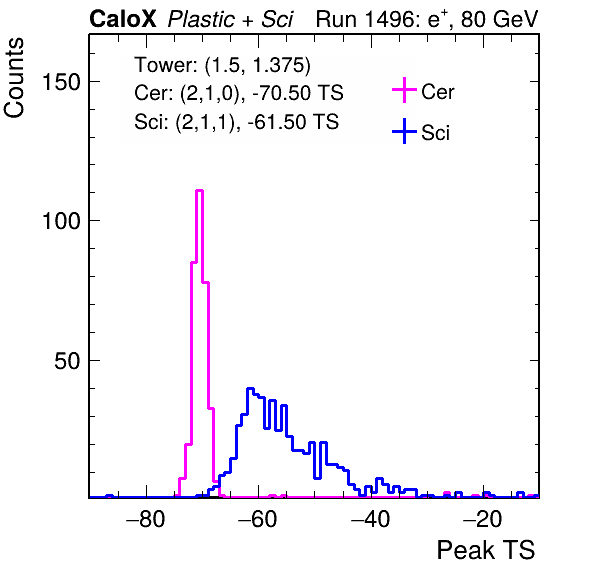 CaloX Plastic + Sci Run 1496: e+, 80 GeV
Counts
Tower: (1.5, 1.375)
Cer: (2,1,0), -70.50 TS
Sci: (2,1,1), -61.50 TS
Cer
Sci
150
100
50
−80 −60 −40 −20
Peak TS